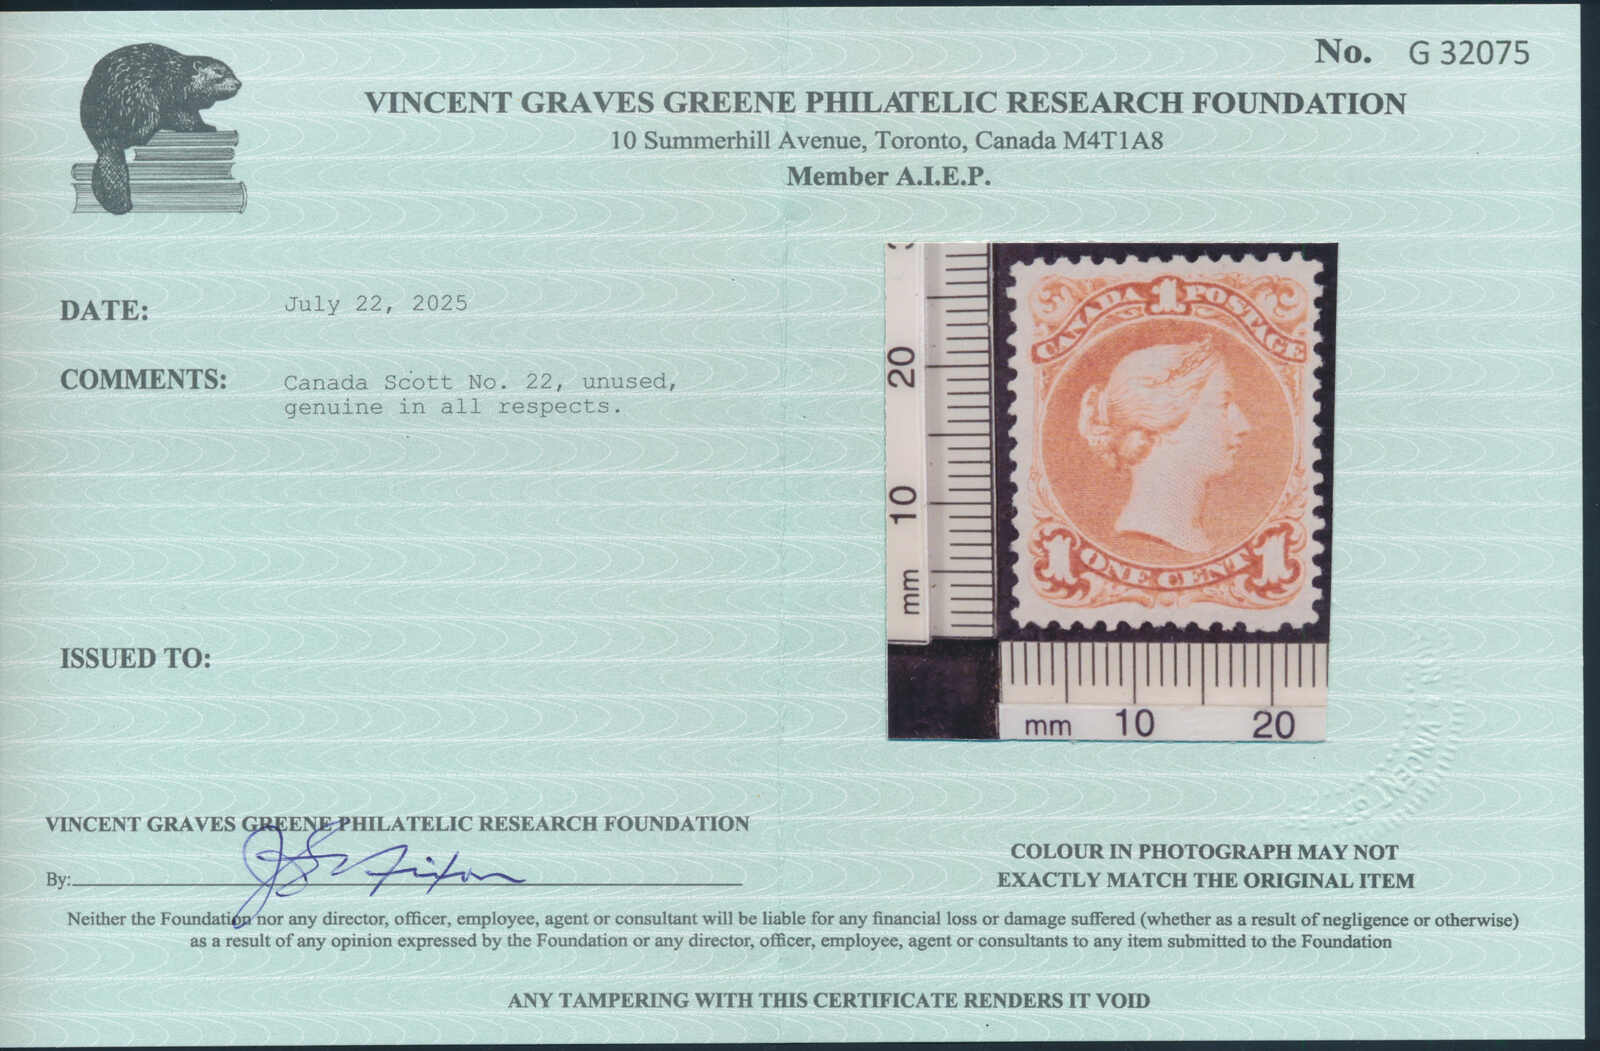 No. G 32075
VINCENT GRAVES GREENE PHILATELIC RESEARCH FOUNDATION
10 Summerhill Avenue, Toronto, Canada M4T1A8
Member A.I.E.P.
DATE: July 22, 2025
COMMENTS: Canada Scott No. 22, unused,
genuine in all respects.
20
10
mm
CANADA 1 POSTAGE
1 ONE CENT 1
mm 10 20
ISSUED TO:
VINCENT
VINCENT GRAVES GREENE PHILATELIC RESEARCH FOUNDATION
By:
COLOUR IN PHOTOGRAPH MAY NOT
EXACTLY MATCH THE ORIGINAL ITEM
Neither the Foundation nor any director, officer, employee, agent or consultant will be liable for any financial loss or damage suffered (whether as a result of negligence or otherwise)
as a result of any opinion expressed by the Foundation or any director, officer, employee, agent or consultants to any item submitted to the Foundation
ANY TAMPERING WITH THIS CERTIFICATE RENDERS IT VOID